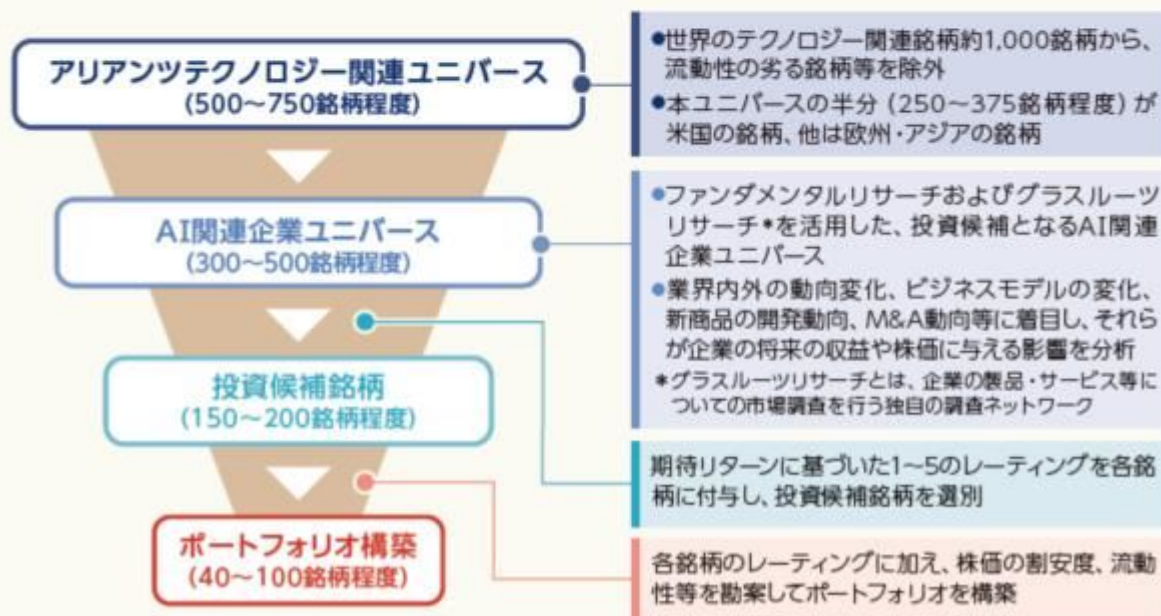 アリアンツテクノロジー関連ユニバース
(500〜750銘柄程度)
●世界のテクノロジー関連銘柄約1,000銘柄から、
流動性の劣る銘柄等を除外
●本ユニバースの半分(250〜375銘柄程度)が
米国の銘柄、他は欧州・アジアの銘柄
AI関連企業ユニバース
(300〜500銘柄程度)
●ファンダメンタルリサーチおよびグラスルーツ
リサーチ*を活用した、投資候補となるAI関連
企業ユニバース
●業界内外の動向変化、ビジネスモデルの変化、
新商品の開発動向、M&A動向等に着目し、それら
が企業の将来の収益や株価に与える影響を分析
*グラスルーツリサーチとは、企業の製品・サービス等に
ついての市場調査を行う独自の調査ネットワーク
投資候補銘柄
(150〜200銘柄程度)
期待リターンに基づいた1〜5のレーティングを各銘
柄に付与し、投資候補銘柄を選別
ポートフォリオ構築
(40〜100銘柄程度)
各銘柄のレーティングに加え、株価の割安度、流動
性等を勘案してポートフォリオを構築